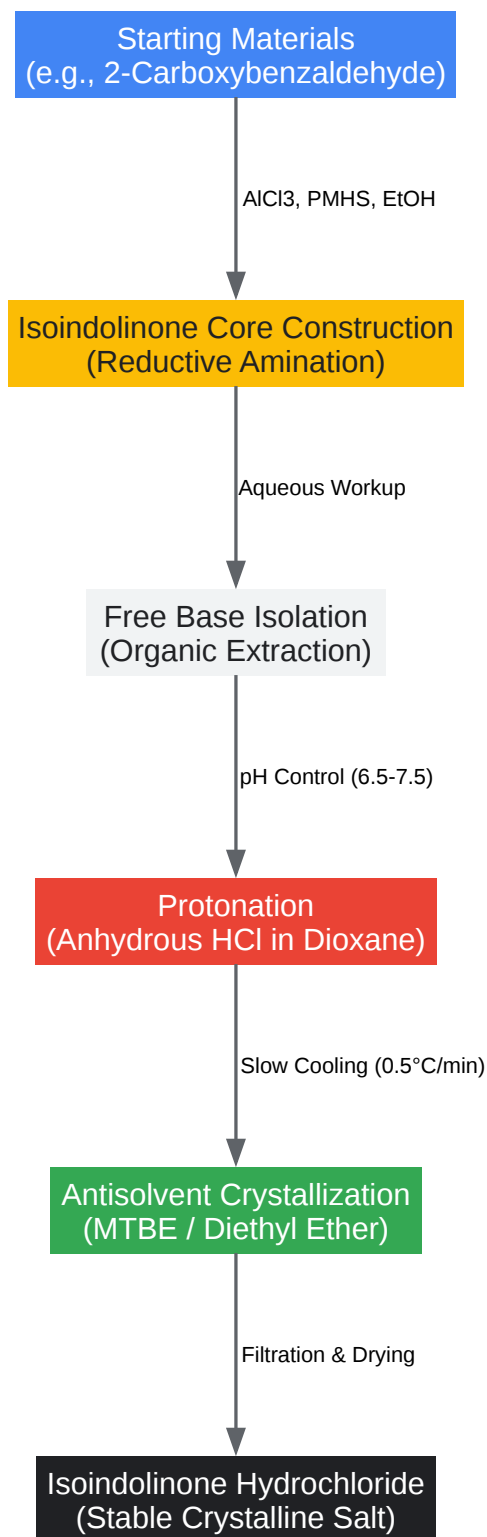 Starting Materials
(e.g., 2-Carboxybenzaldehyde)
AlCl3, PMHS, EtOH
Isoindolinone Core Construction
(Reductive Amination)
Aqueous Workup
Free Base Isolation
(Organic Extraction)
pH Control (6.5-7.5)
Protonation
(Anhydrous HCl in Dioxane)
Slow Cooling (0.5°C/min)
Antisolvent Crystallization
(MTBE / Diethyl Ether)
Filtration & Drying
Isoindolinone Hydrochloride
(Stable Crystalline Salt)